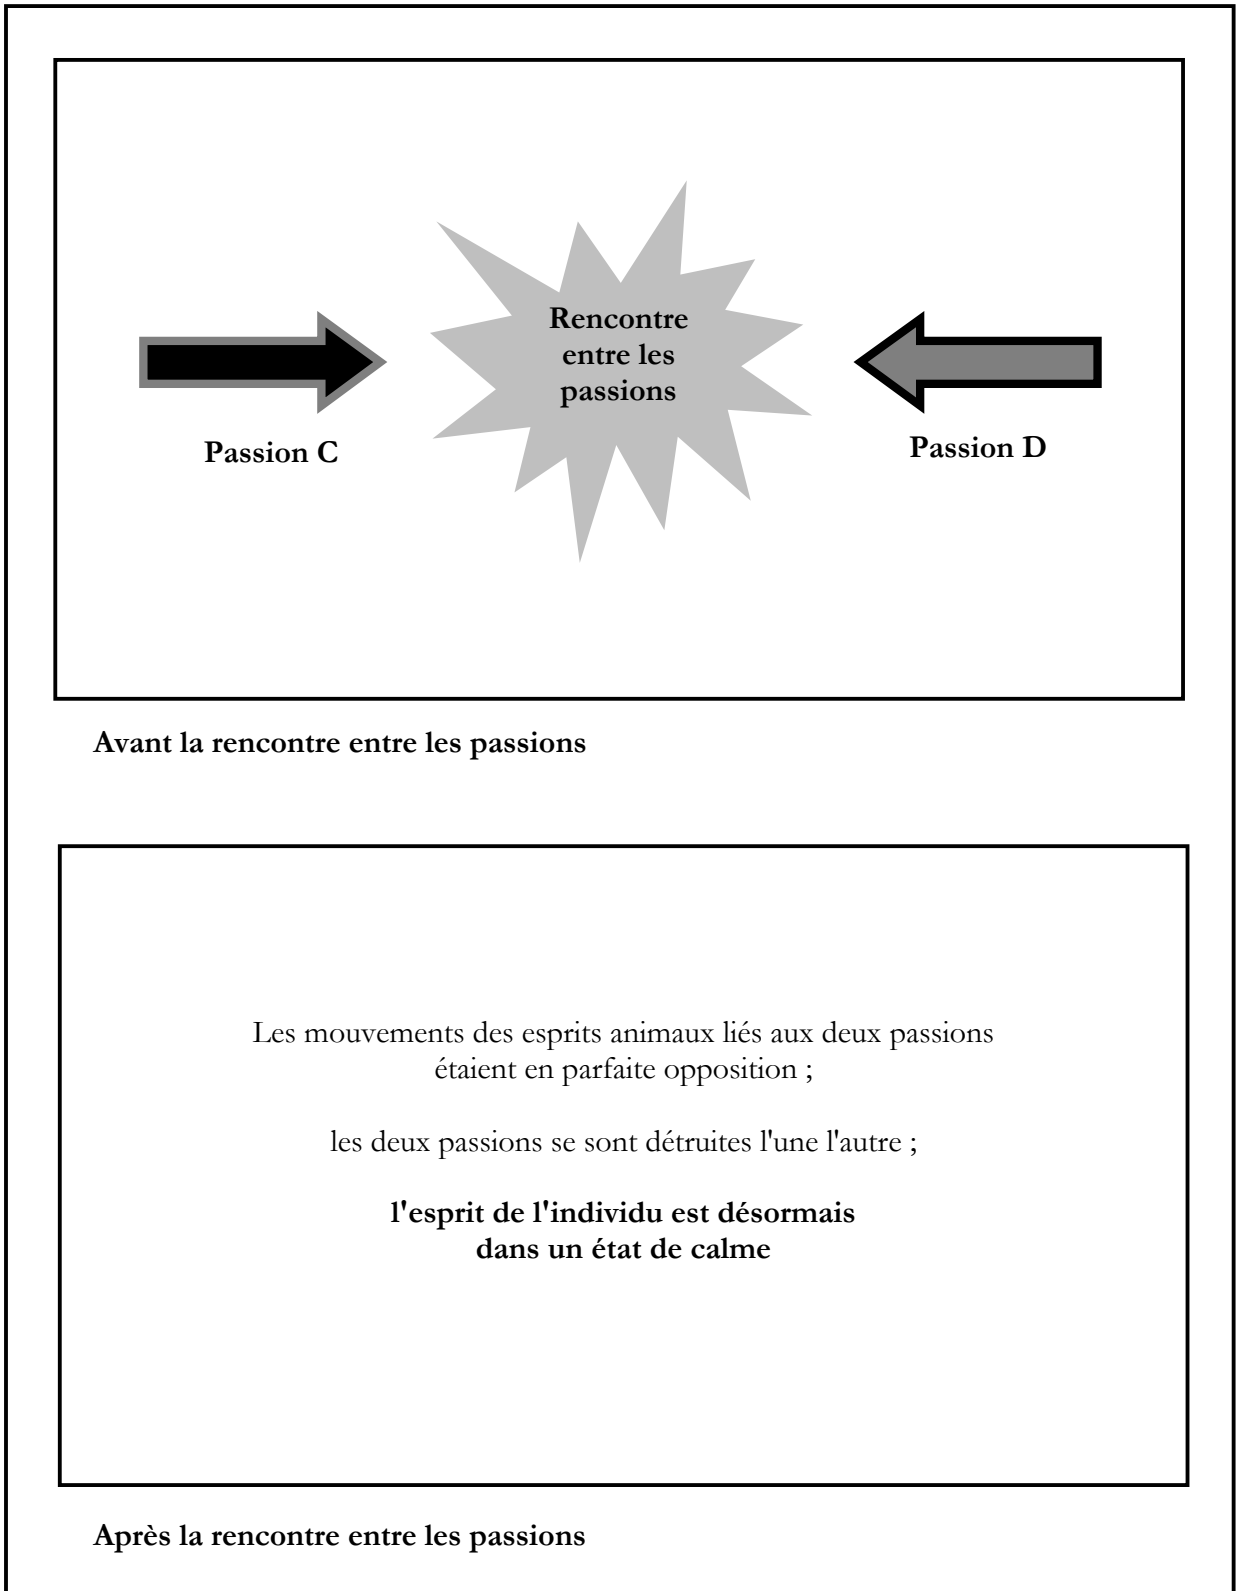 Rencontre
entre les
passions
Passion C
Passion D
Avant la rencontre entre les passions
Les mouvements des esprits animaux liés aux deux passions
étaient en parfaite opposition ;
les deux passions se sont détruites l'une l'autre ;
l'esprit de l'individu est désormais
dans un état de calme
Après la rencontre entre les passions